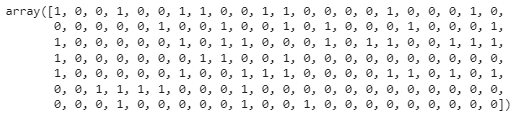 array([1, 0, 0, 1, 0, 0, 1, 1, 0, 0, 1, 1, 0, 0, 0, 0, 1, 0, 0, 0, 1, 0,
0, 0, 0, 0, 0, 1, 0, 0, 1, 0, 0, 1, 0, 1, 0, 0, 0, 1, 0, 0, 0, 1,
1, 0, 0, 0, 0, 0, 1, 0, 1, 1, 0, 0, 0, 1, 0, 1, 1, 0, 0, 1, 1, 1,
1, 0, 0, 0, 0, 0, 0, 1, 1, 0, 0, 1, 0, 0, 0, 0, 0, 0, 0, 0, 0, 0,
1, 0, 0, 0, 0, 0, 1, 0, 0, 1, 1, 1, 0, 0, 0, 0, 1, 1, 0, 1, 0, 1,
0, 0, 1, 1, 1, 1, 0, 0, 0, 1, 0, 0, 0, 0, 0, 0, 0, 0, 0, 0, 0, 0,
0, 0, 0, 1, 0, 0, 0, 0, 0, 1, 0, 0, 1, 0, 0, 0, 0, 0, 0, 0, 0])